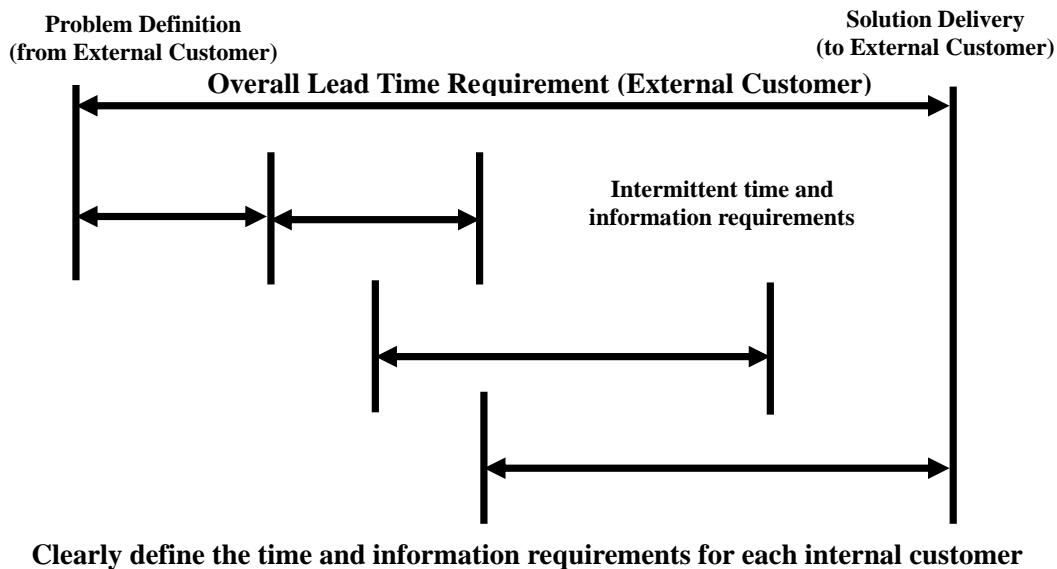 Problem Definition
(from External Customer)
Solution Delivery
(to External Customer)
Overall Lead Time Requirement (External Customer)
Intermittent time and
information requirements
Clearly define the time and information requirements for each internal customer